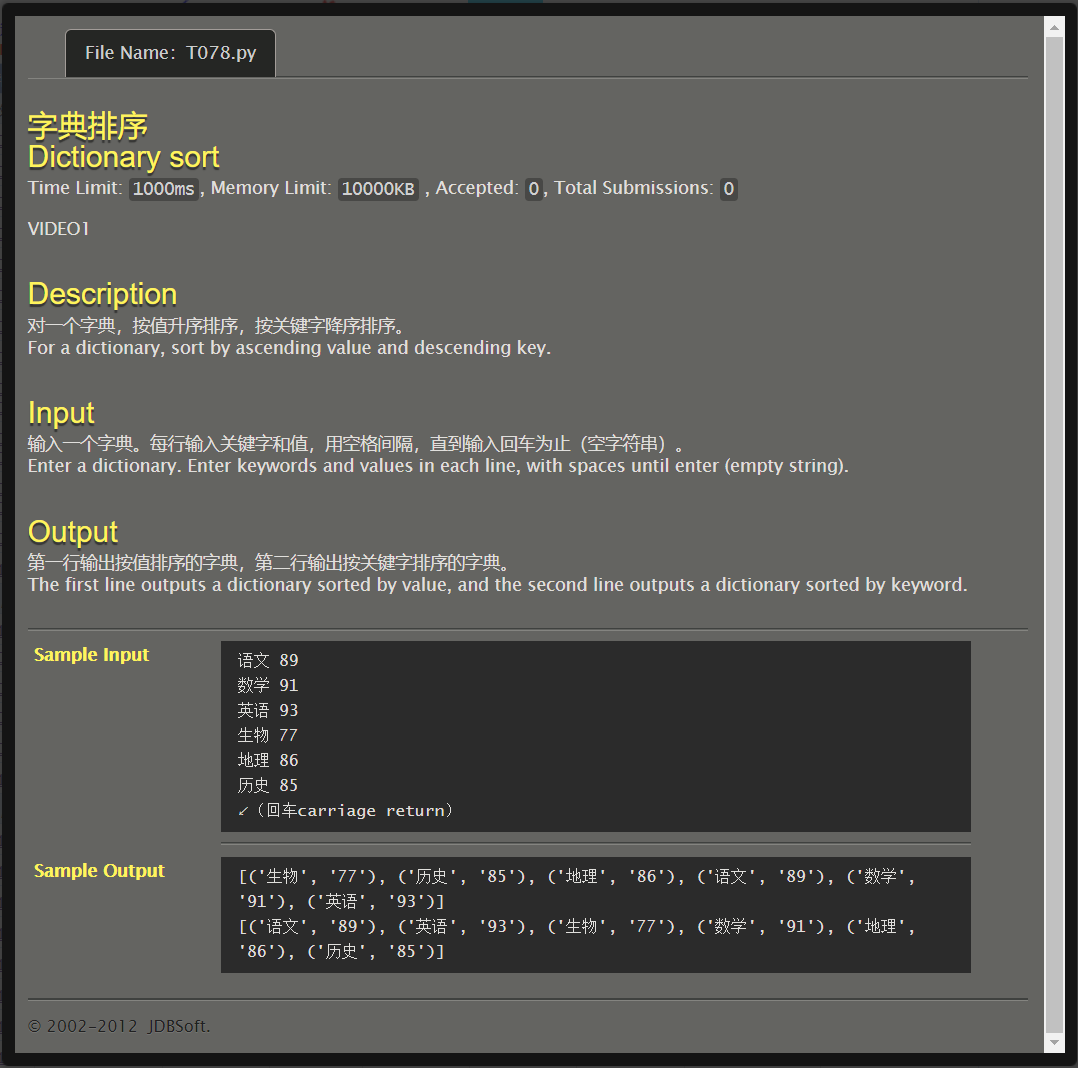 File Name: T078.py
字典排序
Dictionary sort
Time Limit: 1000ms, Memory Limit: 10000KB , Accepted: 0, Total Submissions: 0
VIDEO1
Description
对一个字典，按值升序排序，按关键字降序排序。
For a dictionary, sort by ascending value and descending key.
Input
输入一个字典。每行输入关键字和值，用空格间隔，直到输入回车为止（空字符串）。
Enter a dictionary. Enter keywords and values in each line, with spaces until enter (empty string).
Output
第一行输出按值排序的字典，第二行输出按关键字排序的字典。
The first line outputs a dictionary sorted by value, and the second line outputs a dictionary sorted by keyword.
Sample Input
语文 89
数学 91
英语 93
生物 77
地理 86
历史 85
↙（回车carriage return）
Sample Output
[('生物', '77'), ('历史', '85'), ('地理', '86'), ('语文', '89'), ('数学',
'91'), ('英语', '93')]
[('语文', '89'), ('英语', '93'), ('生物', '77'), ('数学', '91'), ('地理',
'86'), ('历史', '85')]
© 2002-2012 JDBSoft.